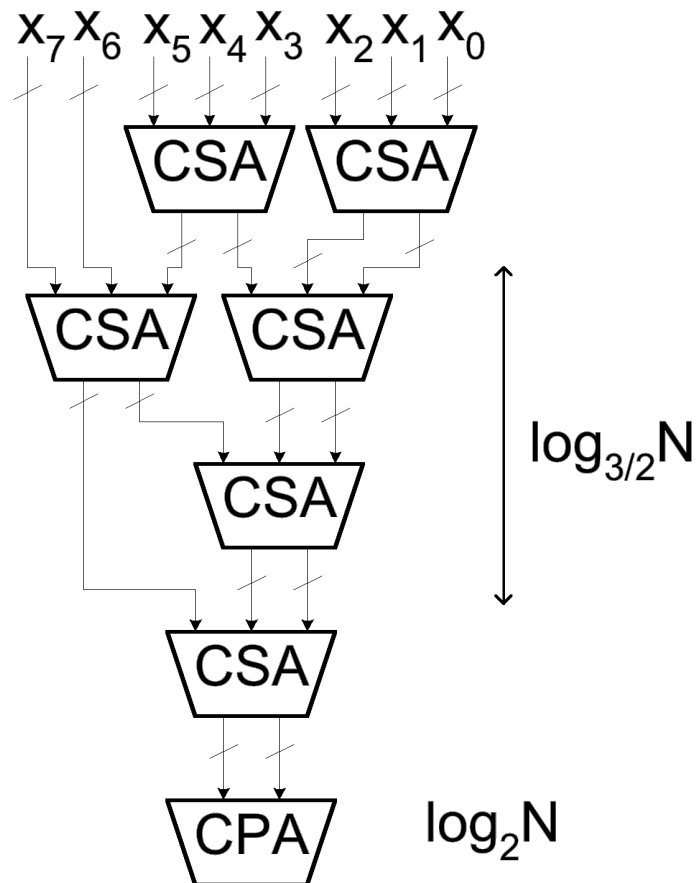 x₇ x₆ x₅ x₄ x₃ x₂ x₁ x₀
CSA CSA
CSA CSA
log₃/₂N
CSA
CSA
CPA log₂N